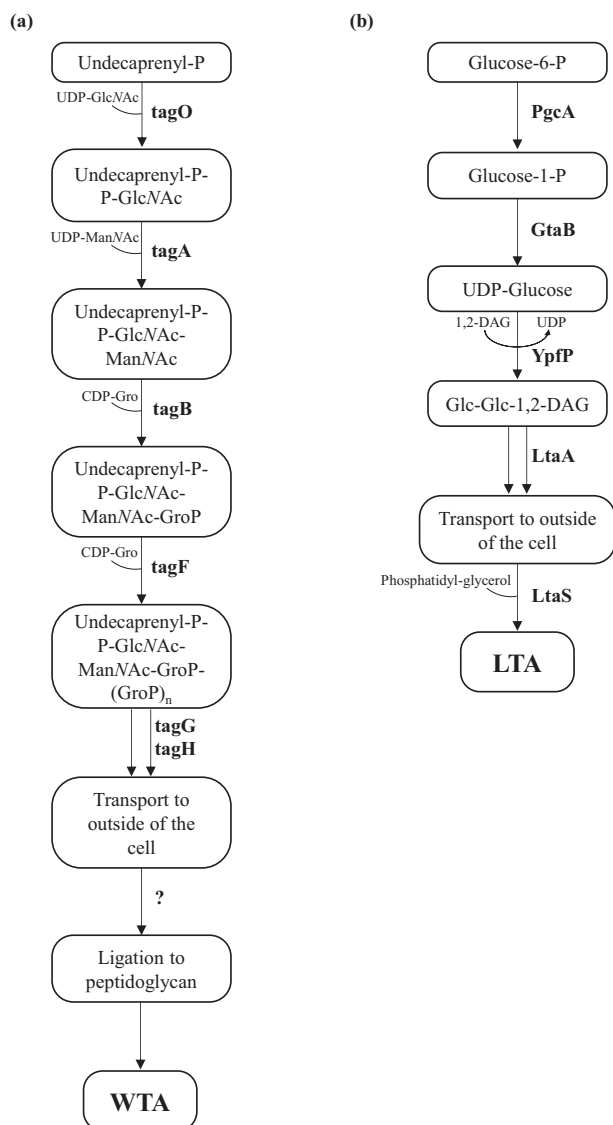 (a)
Undecaprenyl-P
UDP-GlcNAc
tagO
Undecaprenyl-P-
P-GlcNAc
UDP-ManNAc
tagA
Undecaprenyl-P-
P-GlcNAc-
ManNAc
CDP-Gro
tagB
Undecaprenyl-P-
P-GlcNAc-
ManNAc-GroP
CDP-Gro
tagF
Undecaprenyl-P-
P-GlcNAc-
ManNAc-GroP-
(GroP)n
tagG
tagH
Transport to
outside of the
cell
?
Ligation to
peptidoglycan
WTA
(b)
Glucose-6-P
PgcA
Glucose-1-P
GtaB
UDP-Glucose
1,2-DAG
UDP
YpfP
Glc-Glc-1,2-DAG
LtaA
Transport to outside
of the cell
Phosphatidyl-glycerol
LtaS
LTA